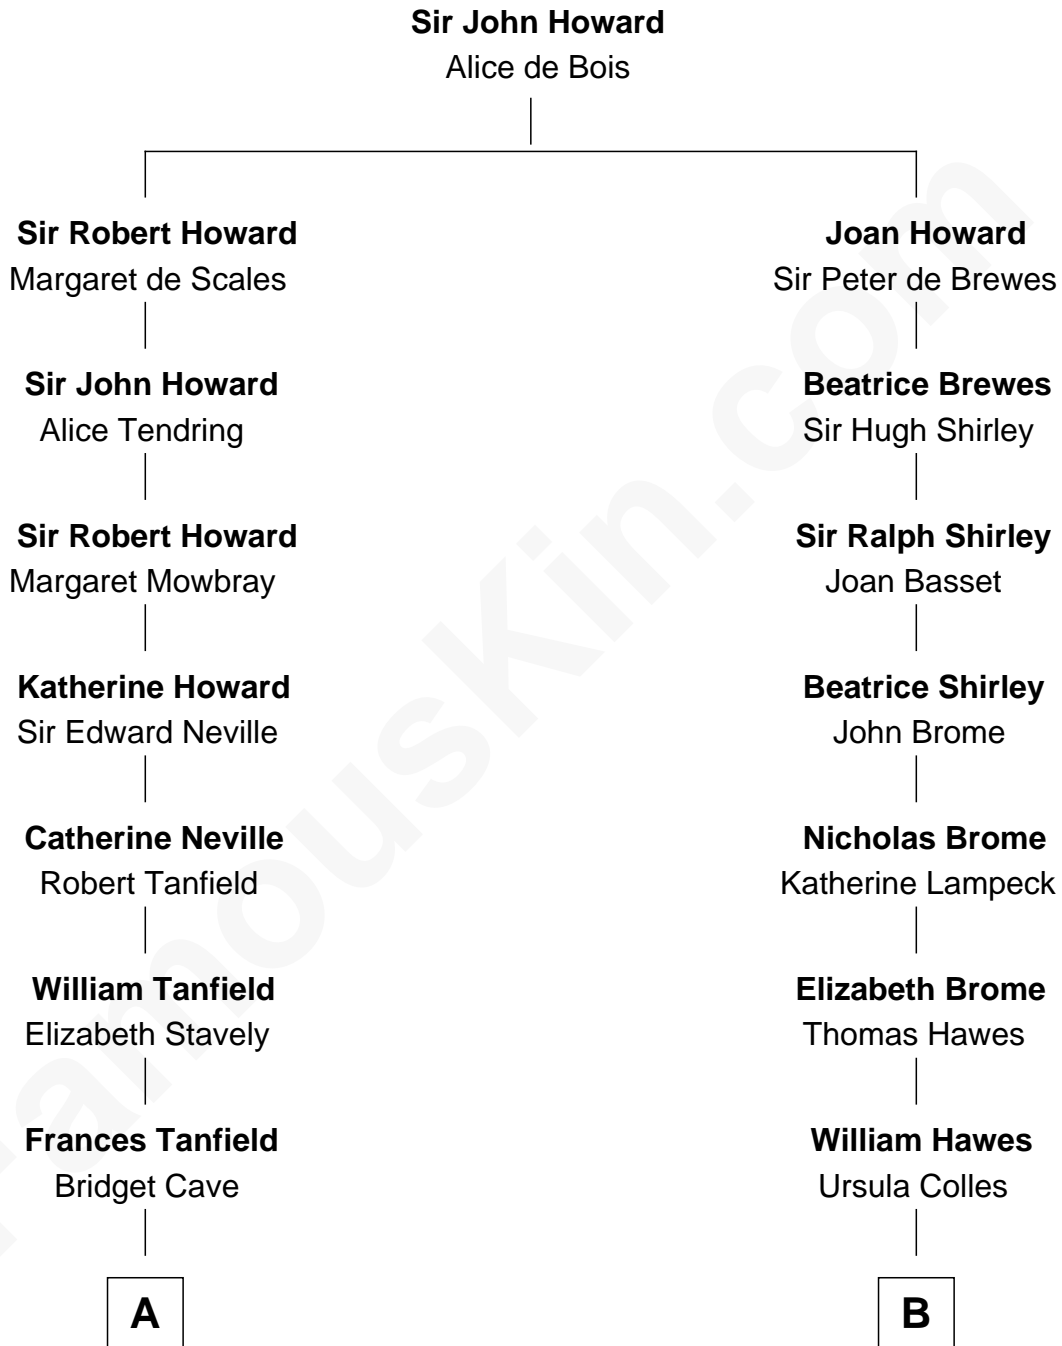 Sir John Howard
Alice de Bois
Sir Robert Howard
Margaret de Scales
Joan Howard
Sir Peter de Brewes
Sir John Howard
Alice Tendring
Beatrice Brewes
Sir Hugh Shirley
Sir Robert Howard
Margaret Mowbray
Sir Ralph Shirley
Joan Basset
Katherine Howard
Sir Edward Neville
Beatrice Shirley
John Brome
Catherine Neville
Robert Tanfield
Nicholas Brome
Katherine Lampeck
William Tanfield
Elizabeth Stavely
Elizabeth Brome
Thomas Hawes
Frances Tanfield
Bridget Cave
William Hawes
Ursula Colles
A
B
FamousKin.com